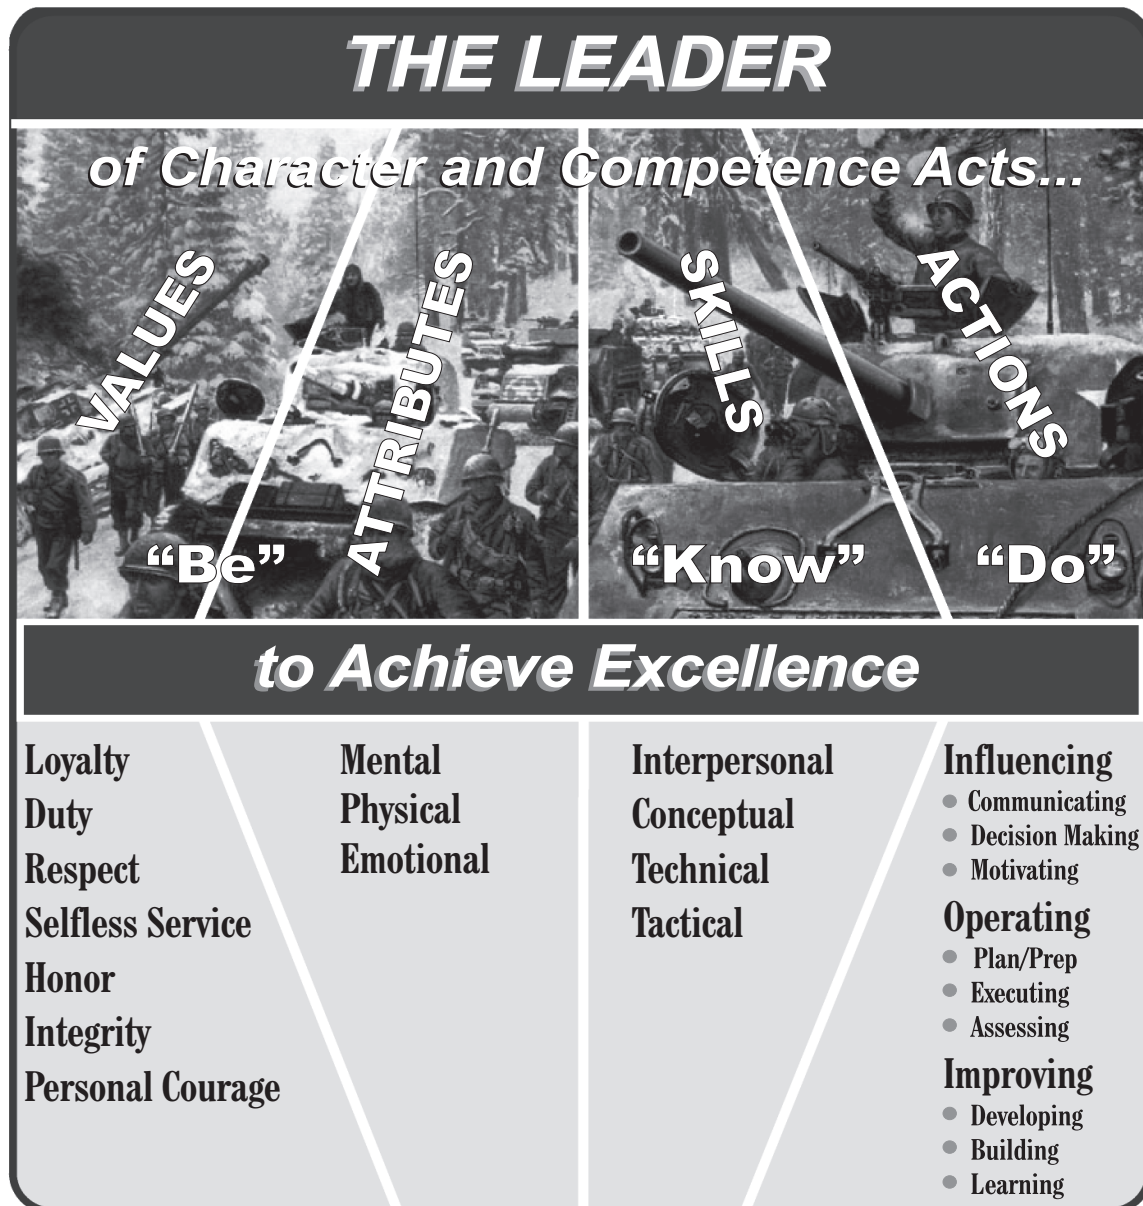 THE LEADER
of Character and Competence Acts...
VALUES
ATTRIBUTES
SKILLS
ACTIONS
“Be”
“Know”
“Do”
to Achieve Excellence
Loyalty
Duty
Respect
Selfless Service
Honor
Integrity
Personal Courage
Mental
Physical
Emotional
Interpersonal
Conceptual
Technical
Tactical
Influencing
Communicating
Decision Making
Motivating
Operating
Plan/Prep
Executing
Assessing
Improving
Developing
Building
Learning